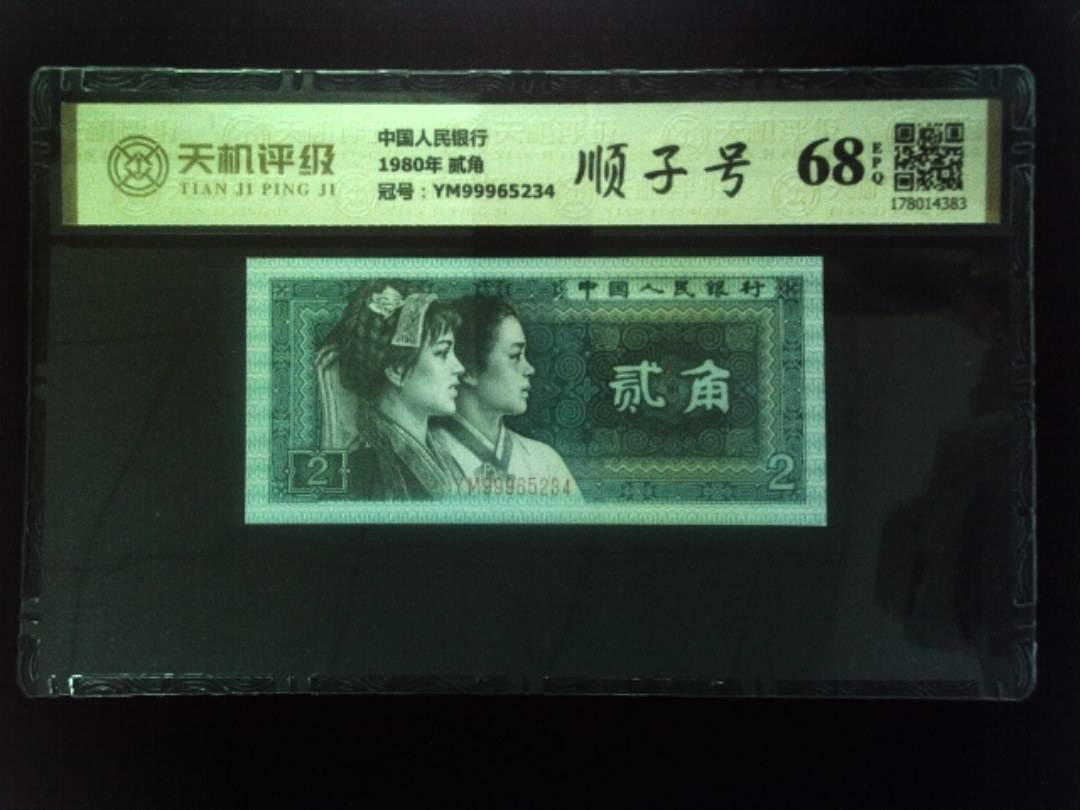 天机评级
TIAN JI PING JI
中国人民银行
1980年 贰角
冠号：YM99965234
顺子号
68
EPQ
178014383
中国人民银行
贰角
2
2
YM99965234